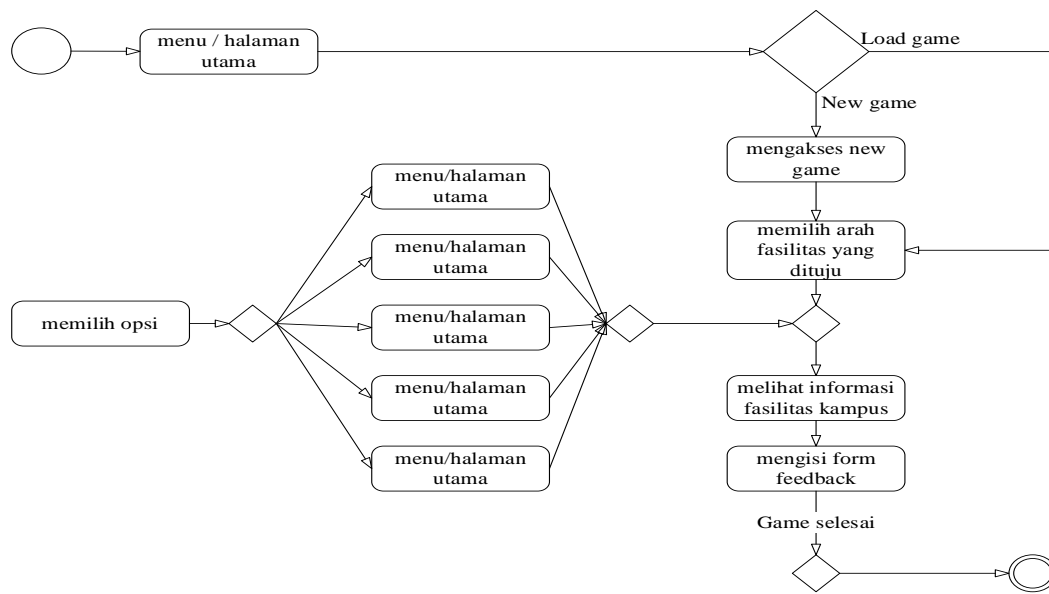 menu / halaman
utama
Load game
New game
mengakses new
game
memilih arah
fasilitas yang
dituju
memilih opsi
menu/halaman
utama
menu/halaman
utama
menu/halaman
utama
menu/halaman
utama
menu/halaman
utama
melihat informasi
fasilitas kampus
mengisi form
feedback
Game selesai